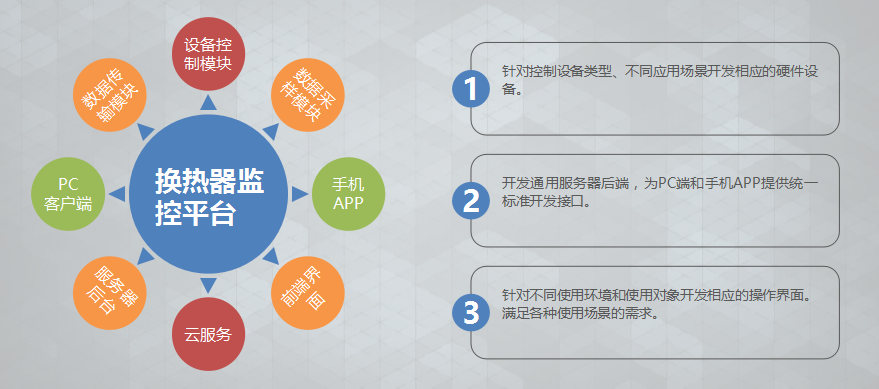 设备控
制模块
数据传
输模块
数据采
样模块
换热器监
控平台
PC
客户端
手机
APP
服务器
后台
前端界
面
云服务
1
针对控制设备类型、不同应用场景开发相应的硬件设
备。
2
开发通用服务器后端，为PC端和手机APP提供统一
标准开发接口。
3
针对不同使用环境和使用对象开发相应的操作界面。
满足各种使用场景的需求。